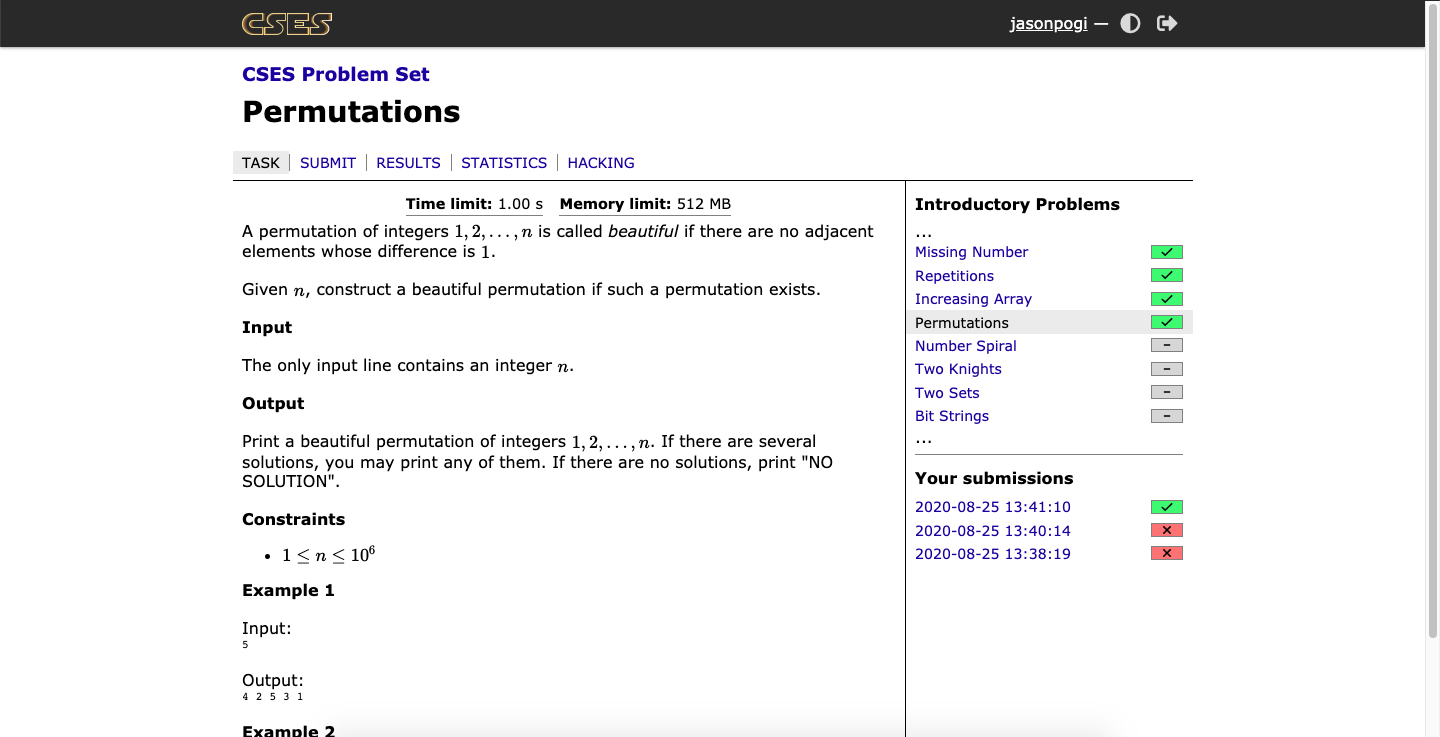 CSES
jasonpogi —
CSES Problem Set
Permutations
TASK SUBMIT RESULTS STATISTICS HACKING
Time limit: 1.00 s Memory limit: 512 MB
A permutation of integers 1, 2, . . . , n is called beautiful if there are no adjacent
elements whose difference is 1.
Given n, construct a beautiful permutation if such a permutation exists.
Input
The only input line contains an integer n.
Output
Print a beautiful permutation of integers 1, 2, . . . , n. If there are several
solutions, you may print any of them. If there are no solutions, print "NO
SOLUTION".
Constraints
• 1 ≤ n ≤ 10⁶
Example 1
Input:
5
Output:
4 2 5 3 1
Example 2
Introductory Problems
...
Missing Number
Repetitions
Increasing Array
Permutations
Number Spiral –
Two Knights –
Two Sets –
Bit Strings –
...
Your submissions
2020-08-25 13:41:10
2020-08-25 13:40:14
2020-08-25 13:38:19